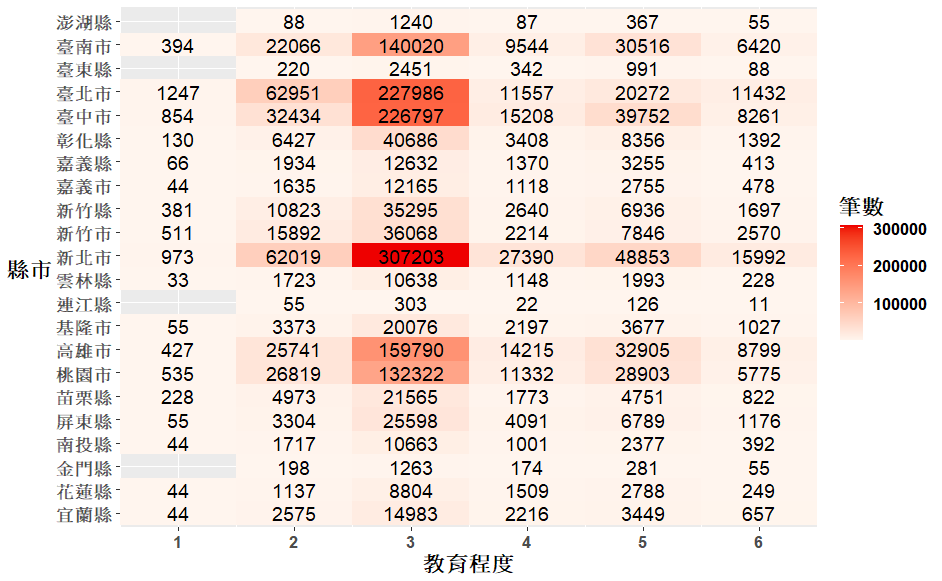 澎湖縣 88 1240 87 367 55
臺南市 394 22066 140020 9544 30516 6420
臺東縣 220 2451 342 991 88
臺北市 1247 62951 227986 11557 20272 11432
臺中市 854 32434 226797 15208 39752 8261
彰化縣 130 6427 40686 3408 8356 1392
嘉義縣 66 1934 12632 1370 3255 413
嘉義市 44 1635 12165 1118 2755 478
新竹縣 381 10823 35295 2640 6936 1697
新竹市 511 15892 36068 2214 7846 2570
新北市 973 62019 307203 27390 48853 15992
雲林縣 33 1723 10638 1148 1993 228
連江縣 55 303 22 126 11
基隆市 55 3373 20076 2197 3677 1027
高雄市 427 25741 159790 14215 32905 8799
桃園市 535 26819 132322 11332 28903 5775
苗栗縣 228 4973 21565 1773 4751 822
屏東縣 55 3304 25598 4091 6789 1176
南投縣 44 1717 10663 1001 2377 392
金門縣 198 1263 174 281 55
花蓮縣 44 1137 8804 1509 2788 249
宜蘭縣 44 2575 14983 2216 3449 657
1 2 3 4 5 6
教育程度
縣市
筆數
300000
200000
100000